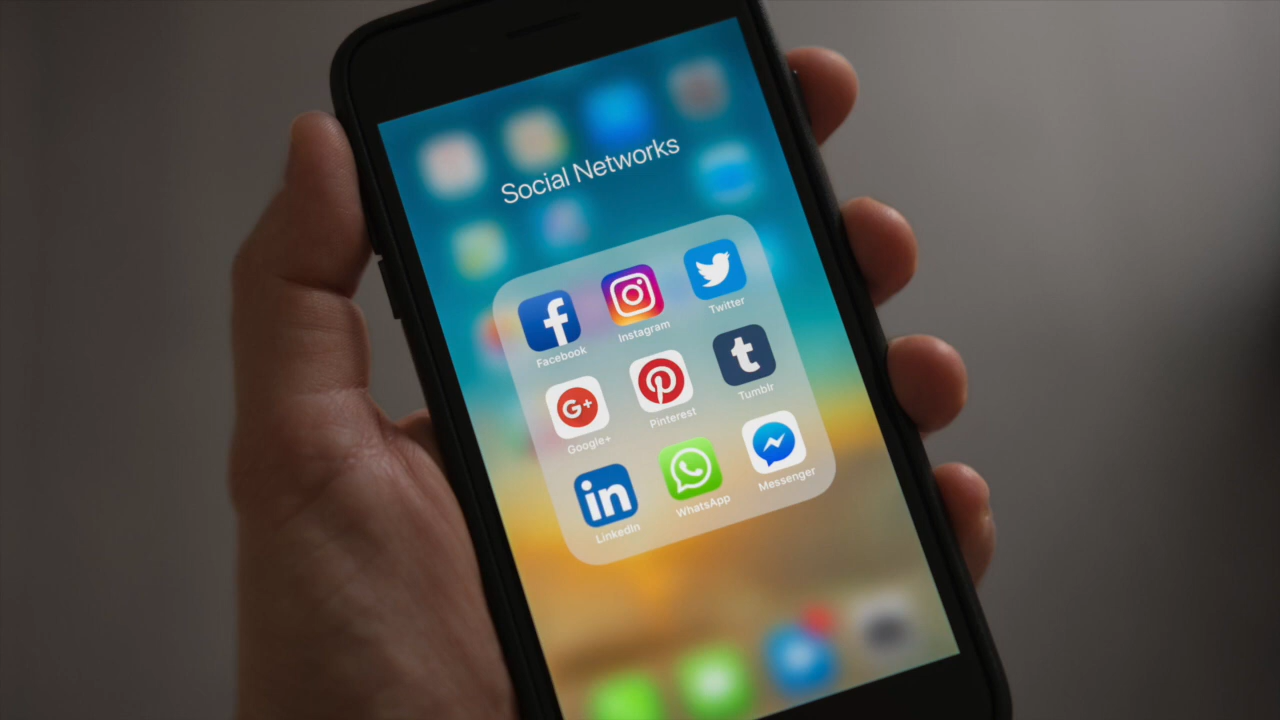 Social Networks
Facebook
Instagram
Twitter
Google+
Pinterest
Tumblr
LinkedIn
WhatsApp
Messenger